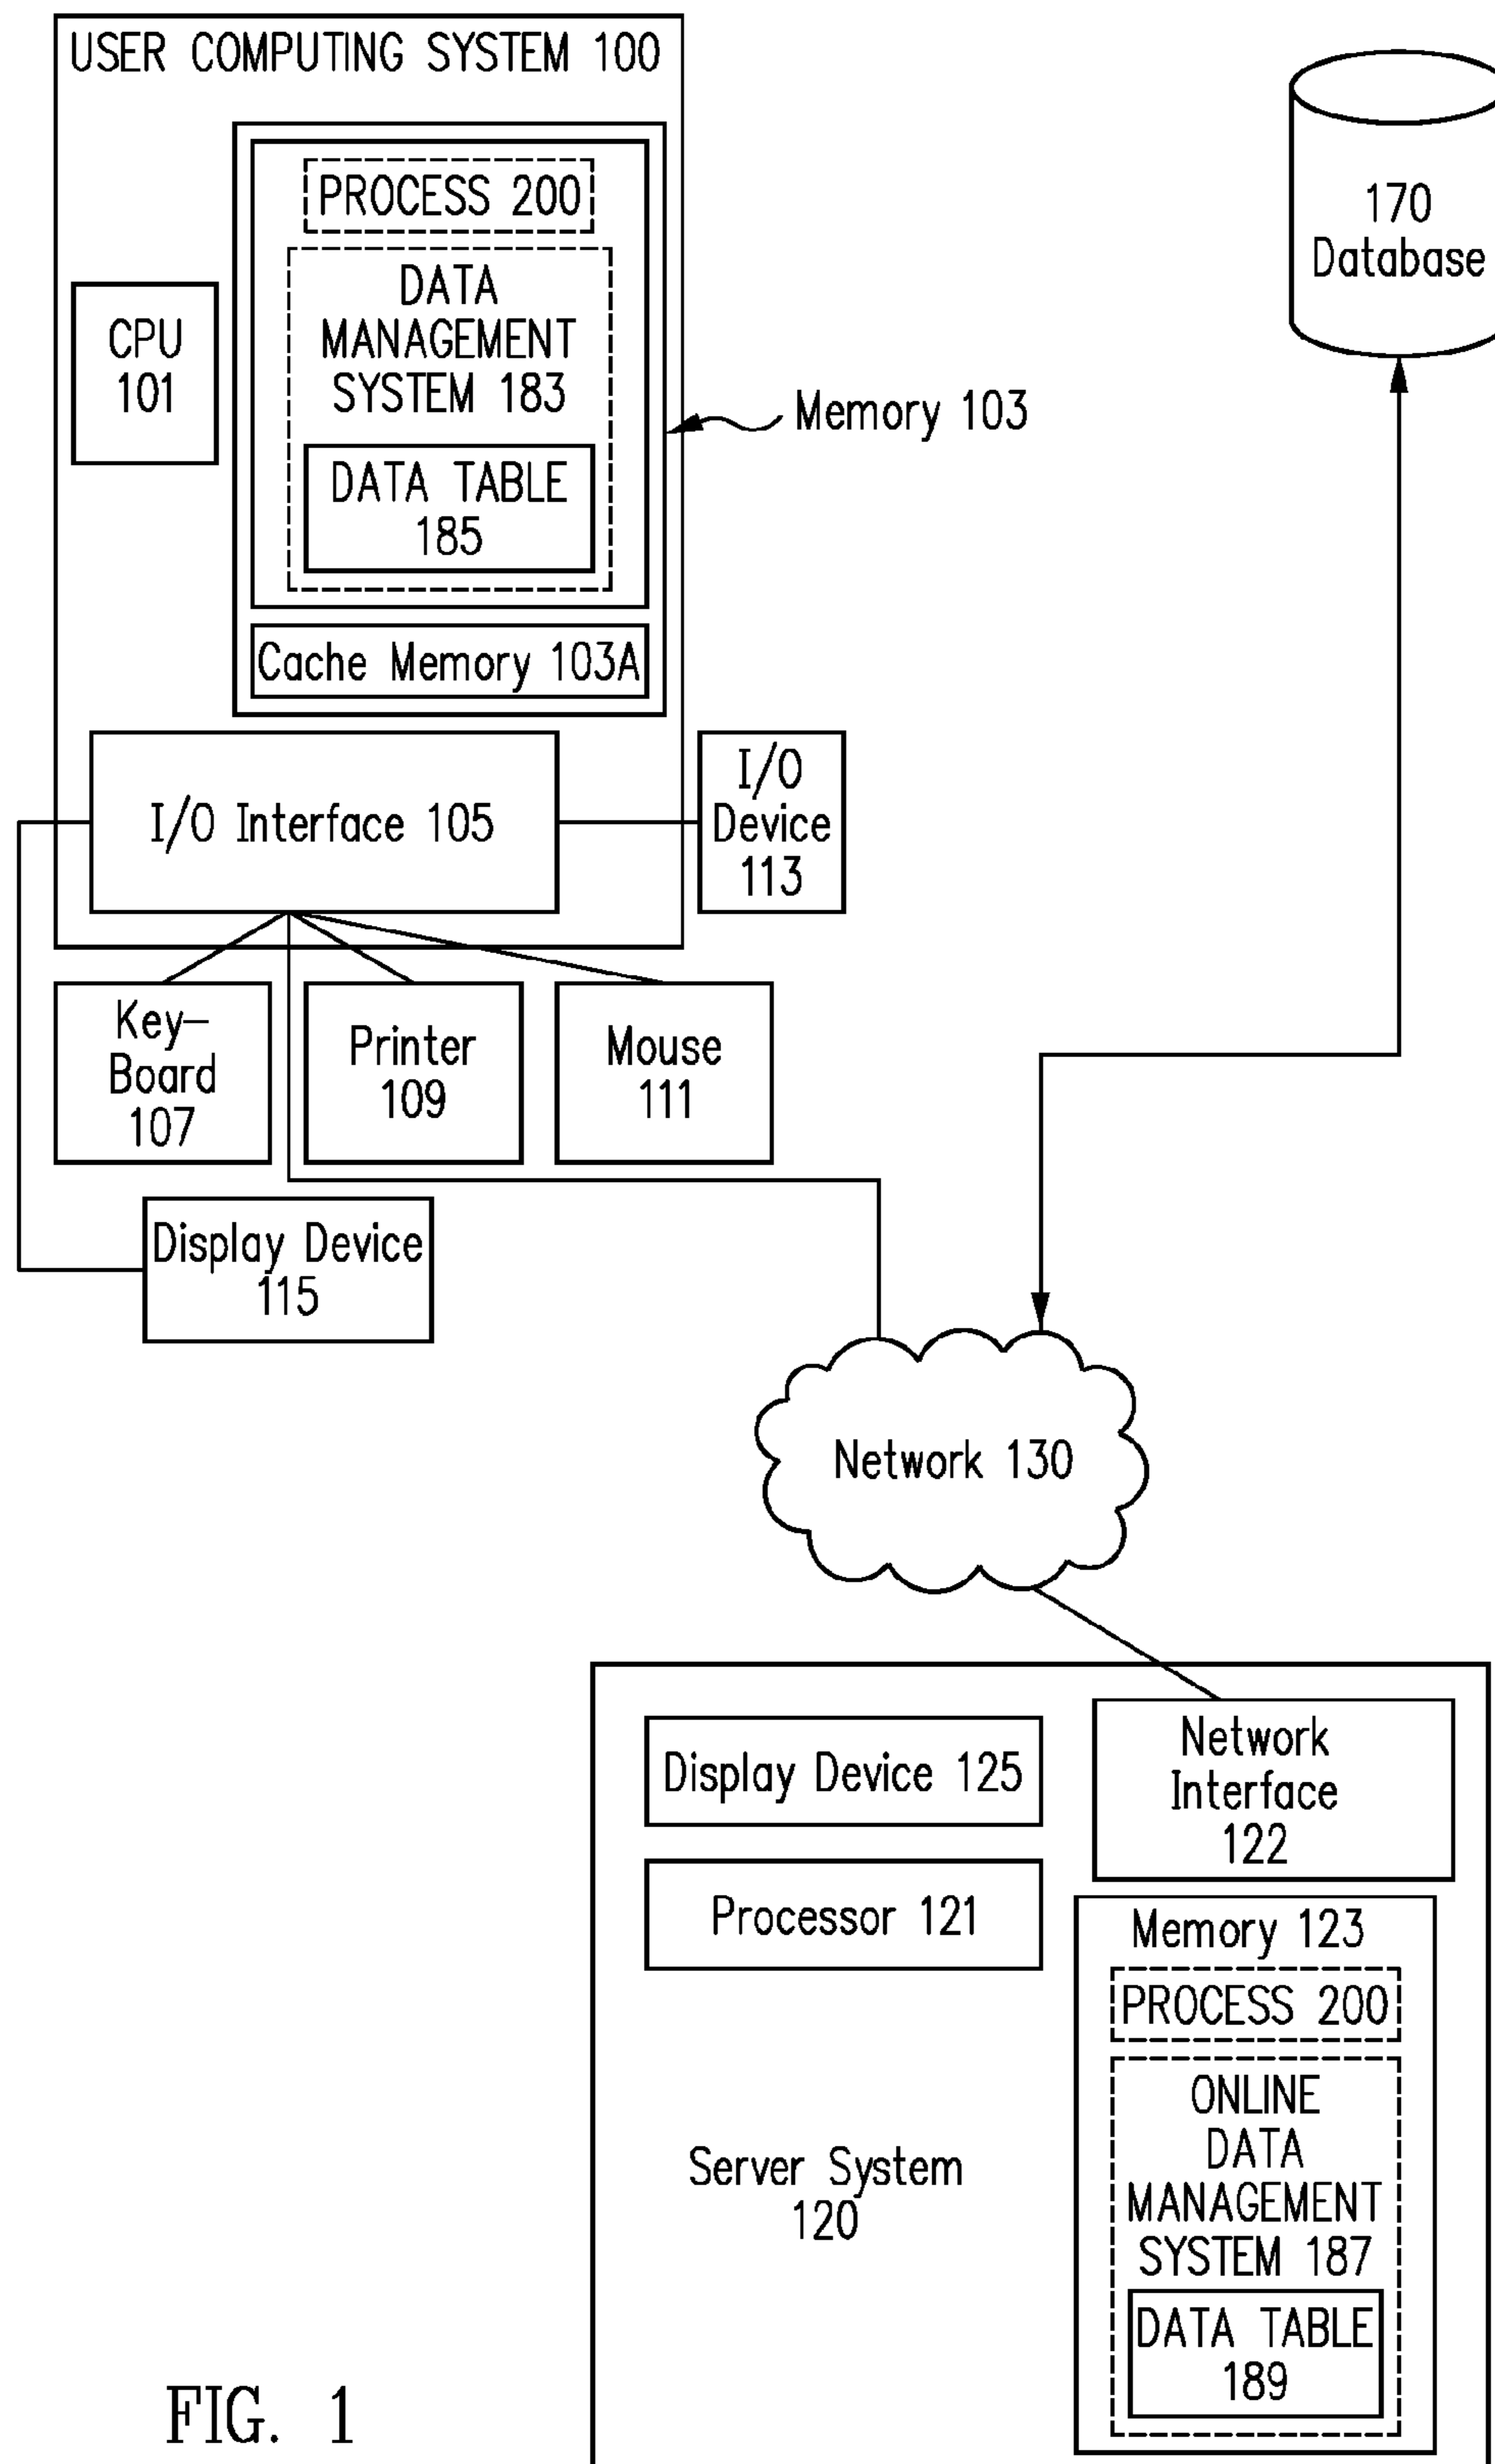 USER COMPUTING SYSTEM 100
PROCESS 200
DATA
MANAGEMENT
SYSTEM 183
DATA TABLE
185
CPU
101
Memory 103
Cache Memory 103A
170
Database
I/O Interface 105
I/O
Device
113
Key-
Board
107
Printer
109
Mouse
111
Display Device
115
Network 130
Display Device 125
Network
Interface
122
Processor 121
Memory 123
PROCESS 200
ONLINE
DATA
MANAGEMENT
SYSTEM 187
DATA TABLE
189
Server System
120
FIG. 1